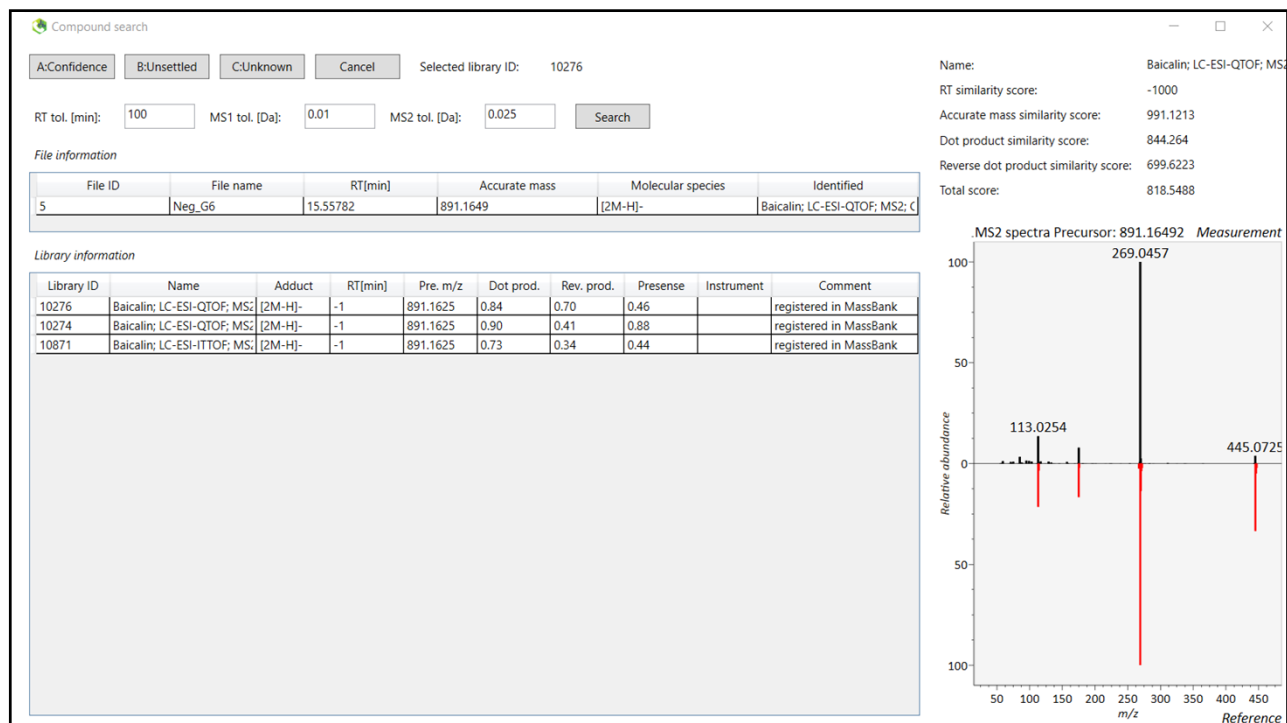 Compound search
A:Confidence B:Unsettled C:Unknown Cancel Selected library ID: 10276
RT tol. [min]: 100 MS1 tol. [Da]: 0.01 MS2 tol. [Da]: 0.025 Search
File information
File ID File name RT[min] Accurate mass Molecular species Identified
5 Neg_G6 15.55782 891.1649 [2M-H]- Baicalin; LC-ESI-QTOF; MS2; C
Library information
Library ID Name Adduct RT[min] Pre. m/z Dot prod. Rev. prod. Presense Instrument Comment
10276 Baicalin; LC-ESI-QTOF; MS2 [2M-H]- -1 891.1625 0.84 0.70 0.46 registered in MassBank
10274 Baicalin; LC-ESI-QTOF; MS2 [2M-H]- -1 891.1625 0.90 0.41 0.88 registered in MassBank
10871 Baicalin; LC-ESI-ITTOF; MS [2M-H]- -1 891.1625 0.73 0.34 0.44 registered in MassBank
Name: Baicalin; LC-ESI-QTOF; MS2
RT similarity score: -1000
Accurate mass similarity score: 991.1213
Dot product similarity score: 844.264
Reverse dot product similarity score: 699.6223
Total score: 818.5488
MS2 spectra Precursor: 891.16492 Measurement
269.0457
100
50
113.0254
445.0725
0
50
100
Relative abundance
50 100 150 200 250 300 350 400 450
m/z
Reference